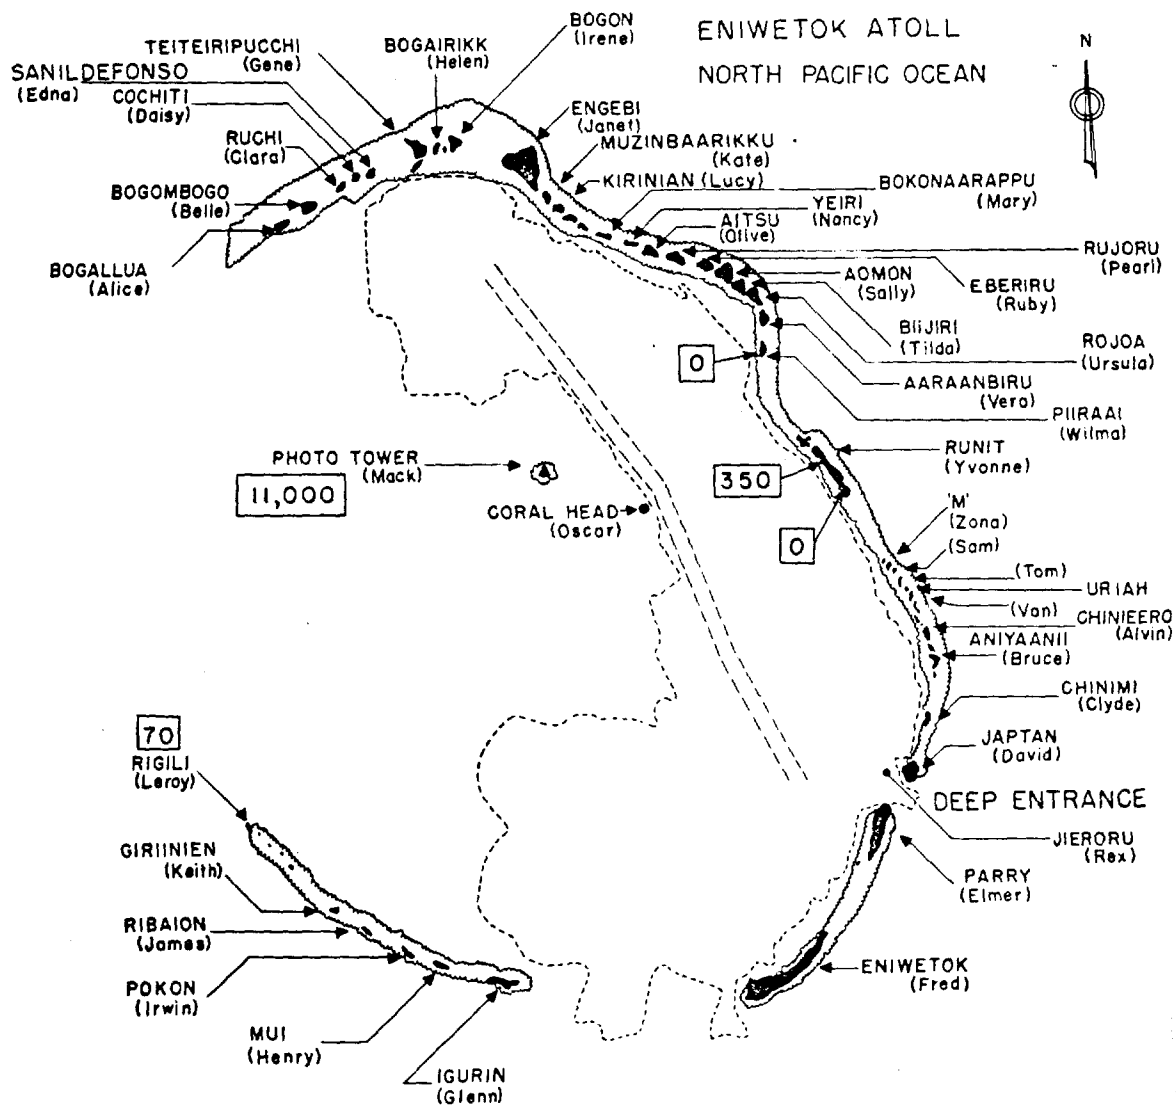 ENIWETOK ATOLL
NORTH PACIFIC OCEAN
N
BOGON
(Irene)
BOGAIRIKK
(Helen)
TEITEIRIPUCCHI
(Gene)
SANILDEFONSO
(Edna)
COCHITI
(Daisy)
RUCHI
(Clara)
BOGOMBOGO
(Belle)
BOGALLUA
(Alice)
ENGEBI
(Janet)
MUZINBAARIKKU
(Kate)
KIRINIAN (Lucy)
BOKONAARAPPU
(Mary)
YEIRI
(Nancy)
AITSU
(Olive)
RUJORU
(Pearl)
EBERIRU
(Ruby)
AOMON
(Sally)
BIIJIRI
(Tilda)
ROJOA
(Ursula)
AARAANBIRU
(Vera)
PIIRAAI
(Wilma)
0
RUNIT
(Yvonne)
350
0
PHOTO TOWER
(Mack)
11,000
CORAL HEAD
(Oscar)
'M'
(Zona)
(Sam)
(Tom)
URIAH
(Van)
CHINIEERO
(Alvin)
ANIYAANII
(Bruce)
CHINIMI
(Clyde)
JAPTAN
(David)
DEEP ENTRANCE
JIERORU
(Rex)
PARRY
(Elmer)
ENIWETOK
(Fred)
70
RIGILI
(Leroy)
GIRIINIEN
(Keith)
RIBAION
(James)
POKON
(Irwin)
MUI
(Henry)
IGURIN
(Glenn)